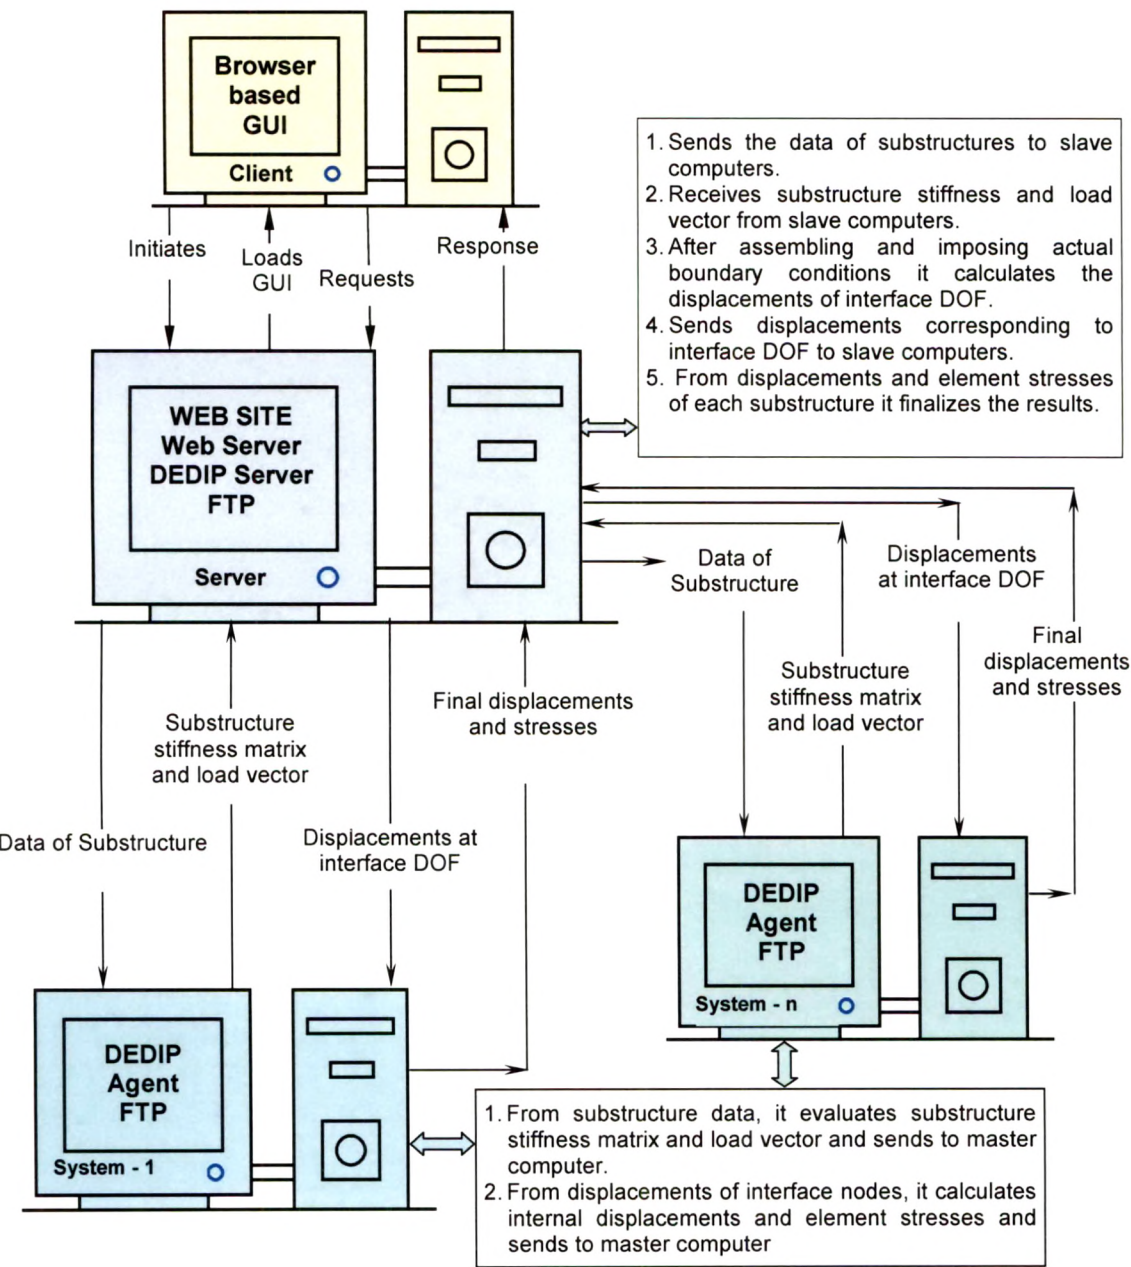 Browser
based
GUI
Client
Initiates
Loads
GUI
Requests
Response
1. Sends the data of substructures to slave
computers.
2. Receives substructure stiffness and load
vector from slave computers.
3. After assembling and imposing actual
boundary conditions it calculates the
displacements of interface DOF.
4. Sends displacements corresponding to
interface DOF to slave computers.
5. From displacements and element stresses
of each substructure it finalizes the results.
WEB SITE
Web Server
DEDIP Server
FTP
Server
Data of
Substructure
Displacements
at interface DOF
Final
displacements
and stresses
Substructure
stiffness matrix
and load vector
Final displacements
and stresses
Substructure
stiffness matrix
and load vector
Data of Substructure
Displacements at
interface DOF
DEDIP
Agent
FTP
System - n
DEDIP
Agent
FTP
System - 1
1. From substructure data, it evaluates substructure
stiffness matrix and load vector and sends to master
computer.
2. From displacements of interface nodes, it calculates
internal displacements and element stresses and
sends to master computer